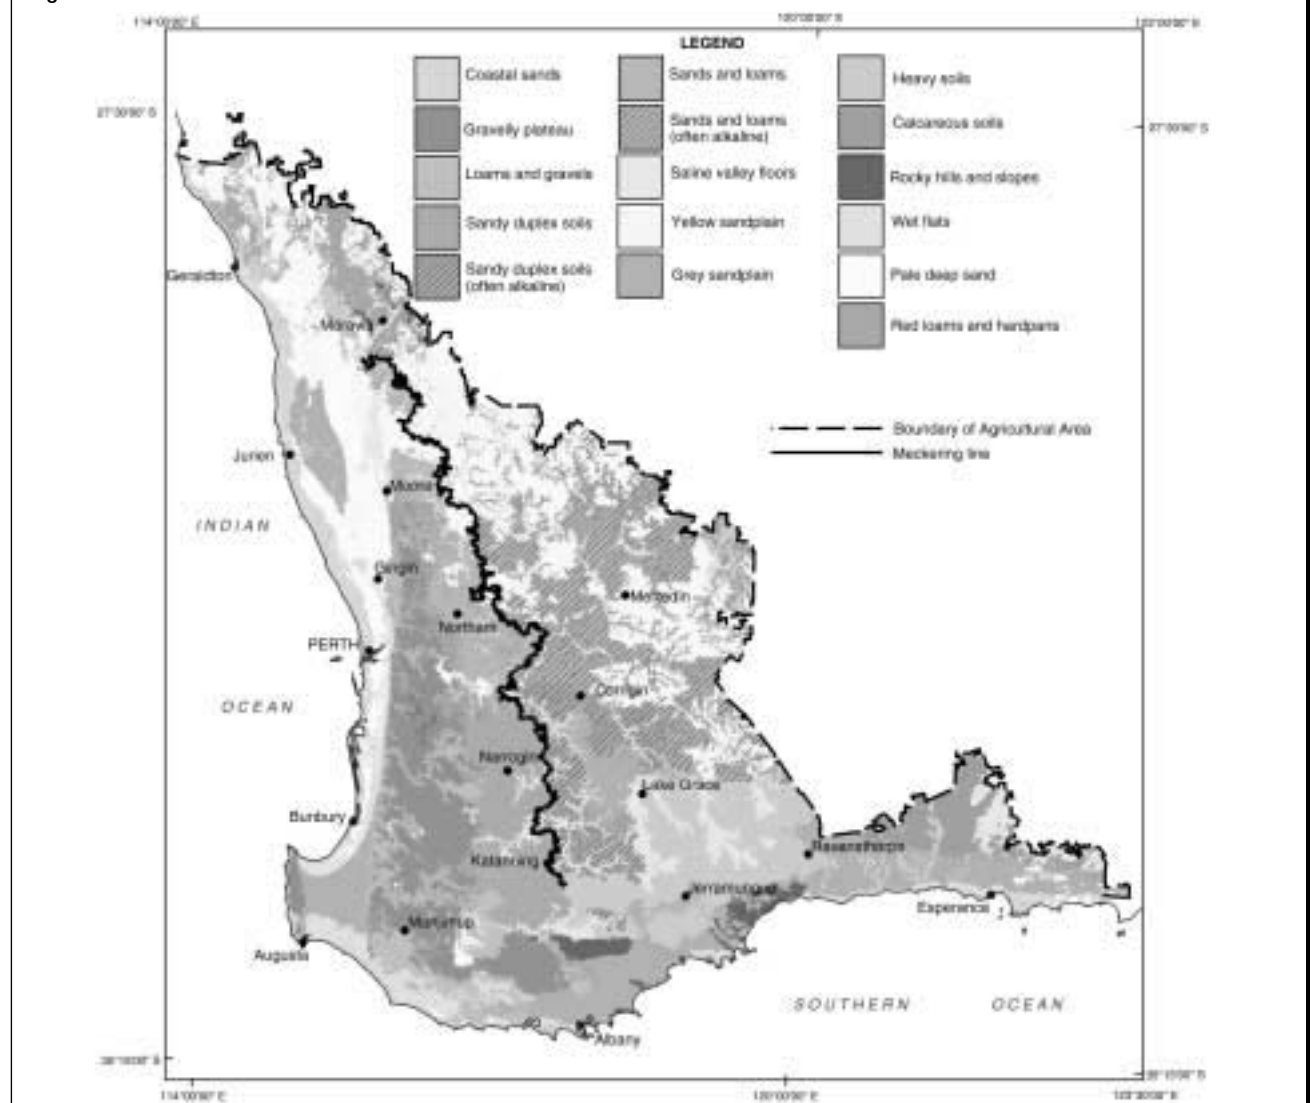 LEGEND
Coastal sands
Gravelly plateau
Loams and gravels
Sandy duplex soils
Sandy duplex soils
(often alkaline)
Sands and loams
Sands and loams
(often alkaline)
Saline valley floors
Yellow sandplain
Grey sandplain
Heavy soils
Calcareous soils
Rocky hills and slopes
Wet flats
Pale deep sand
Red loams and hardpans
Boundary of Agricultural Area
Meckering line
Geraldton
Morawa
Jurien
Moora
INDIAN
Gingin
Merredin
Northam
PERTH
Corrigin
OCEAN
Narrogin
Lake Grace
Bunbury
Ravensthorpe
Katanning
Jerramungup
Esperance
Manjimup
Augusta
SOUTHERN OCEAN
Albany